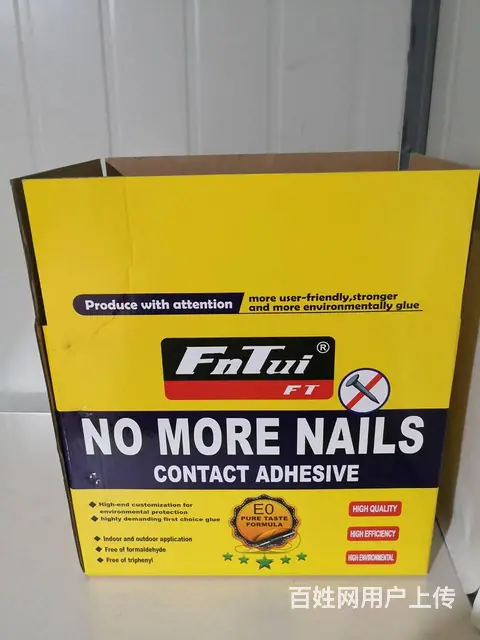 Produce with attention
more user-friendly,stronger
and more environmentally glue
FnTui®
FT
NO MORE NAILS
CONTACT ADHESIVE
High-end customization for
environmental protection
highly demanding first choice glue
Indoor and outdoor application
Free of formaldehyde
Free of triphenyl
E0
PURE TASTE
FORMULA
HIGH QUALITY
HIGH EFFICIENCY
HIGH ENVIRONMENTAL
百姓网用户上传